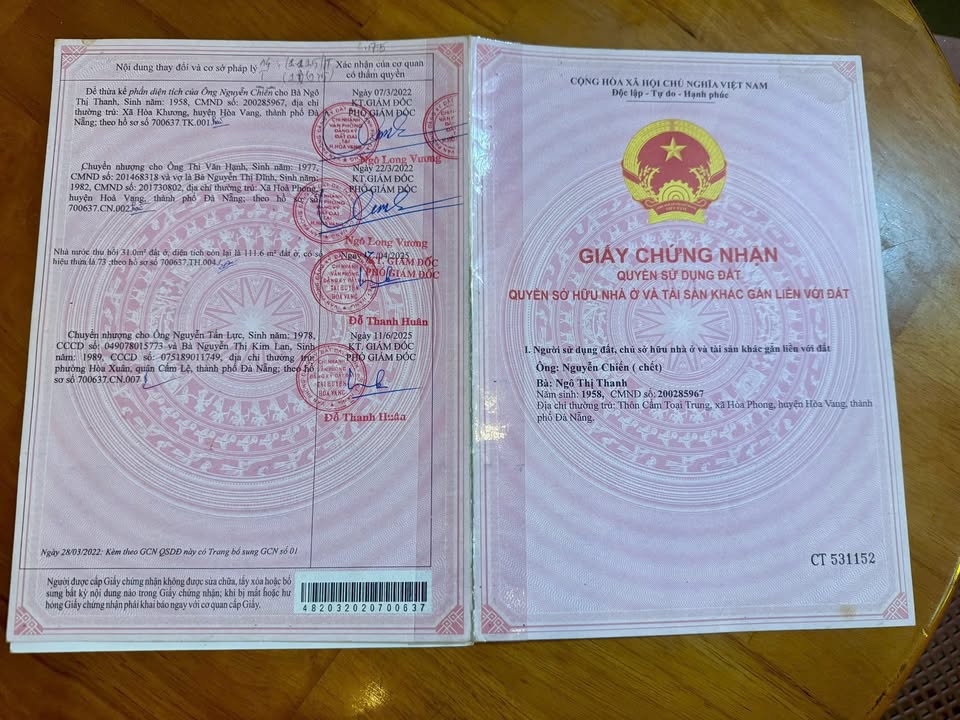 Nội dung thay đổi và cơ sở pháp lý
Xác nhận của cơ quan
có thẩm quyền
Để thừa kế phần diện tích của Ông Nguyễn Chiến cho Bà Ngô
Thị Thanh, Sinh năm: 1958, CMND số: 200285967, địa chỉ
thường trú: Xã Hòa Khương, huyện Hòa Vang, thành phố Đà
Nẵng; theo hồ sơ số 700637.TK.001
Ngày 07/3/2022
KT.GIÁM ĐỐC
PHÓ GIÁM ĐỐC
Ngô Long Vương
Chuyển nhượng cho Ông Thi Văn Hạnh, Sinh năm: 1977,
CMND số: 201468318 và vợ là Bà Nguyễn Thị Dĩnh, Sinh năm:
1982, CMND số: 201730802, địa chỉ thường trú: Xã Hoà Phong,
huyện Hoà Vang, thành phố Đà Nẵng; theo hồ sơ số
700637.CN.002
Ngày 22/3/2022
KT.GIÁM ĐỐC
PHÓ GIÁM ĐỐC
Ngô Long Vương
Nhà nước thu hồi 31.0m² đất ở, diện tích còn lại là 111.6 m² đất ở, có số
hiệu thửa là 73 ;theo hồ sơ số 700637.TH.004
/04/2025
KT. GIÁM ĐỐC
PHÓ GIÁM ĐỐC
Đỗ Thanh Huân
Chuyển nhượng cho Ông Nguyễn Tấn Lực, Sinh năm: 1978,
CCCD số: 049078015773 và Bà Nguyễn Thị Kim Lan, Sinh
năm: 1989, CCCD số: 075189011749, địa chỉ thường trú:
phường Hòa Xuân, quận Cẩm Lệ, thành phố Đà Nẵng; theo hồ
sơ số 700637.CN.007
Ngày 11/6/2025
KT. GIÁM ĐỐC
PHÓ GIÁM ĐỐC
Đỗ Thanh Huân
Ngày 28/03/2022: Kèm theo GCN QSDĐ này có Trang bổ sung GCN số 01
Người được cấp Giấy chứng nhận không được sửa chữa, tẩy xóa hoặc bổ
sung bất kỳ nội dung nào trong Giấy chứng nhận; khi bị mất hoặc hư
hỏng Giấy chứng nhận phải khai báo ngay với cơ quan cấp Giấy.
482032020700637
CỘNG HÒA XÃ HỘI CHỦ NGHĨA VIỆT NAM
Độc lập - Tự do - Hạnh phúc
GIẤY CHỨNG NHẬN
QUYỀN SỬ DỤNG ĐẤT
QUYỀN SỞ HỮU NHÀ Ở VÀ TÀI SẢN KHÁC GẮN LIỀN VỚI ĐẤT
I. Người sử dụng đất, chủ sở hữu nhà ở và tài sản khác gắn liền với đất
Ông: Nguyễn Chiến ( chết)
Bà: Ngô Thị Thanh
Năm sinh: 1958, CMND số: 200285967
Địa chỉ thường trú: Thôn Cẩm Toại Trung, xã Hòa Phong, huyện Hòa Vang, thành
phố Đà Nẵng.
CT 531152